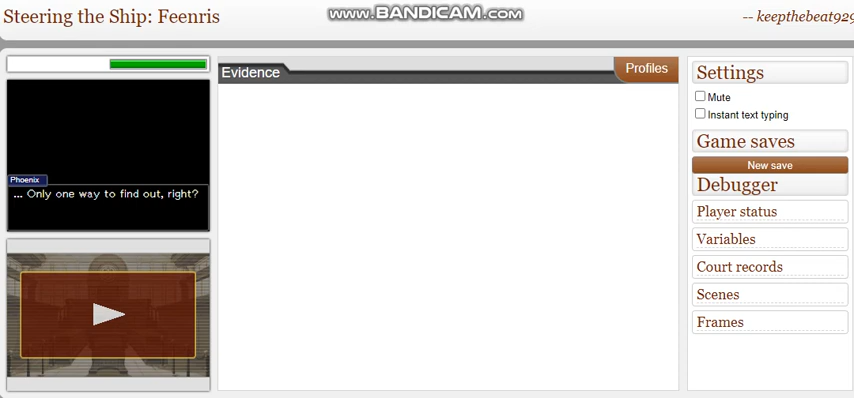 Steering the Ship: Feenris
www.BANDICAM.com
-- keepthebeat929
Evidence
Profiles
Phoenix
... Only one way to find out, right?
Settings
Mute
Instant text typing
Game saves
New save
Debugger
Player status
Variables
Court records
Scenes
Frames